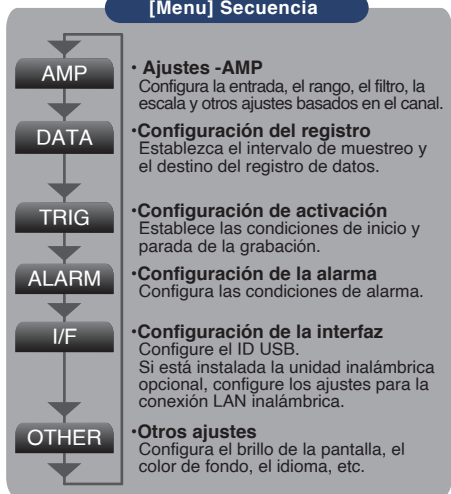 [Menu] Secuencia
AMP
• Ajustes -AMP
Configura la entrada, el rango, el filtro, la
escala y otros ajustes basados en el canal.
DATA
•Configuración del registro
Establezca el intervalo de muestreo y
el destino del registro de datos.
TRIG
•Configuración de activación
Establece las condiciones de inicio y
parada de la grabación.
ALARM
•Configuración de la alarma
Configura las condiciones de alarma.
I/F
•Configuración de la interfaz
Configure el ID USB.
Si está instalada la unidad inalámbrica
opcional, configure los ajustes para la
conexión LAN inalámbrica.
OTHER
•Otros ajustes
Configura el brillo de la pantalla, el
color de fondo, el idioma, etc.